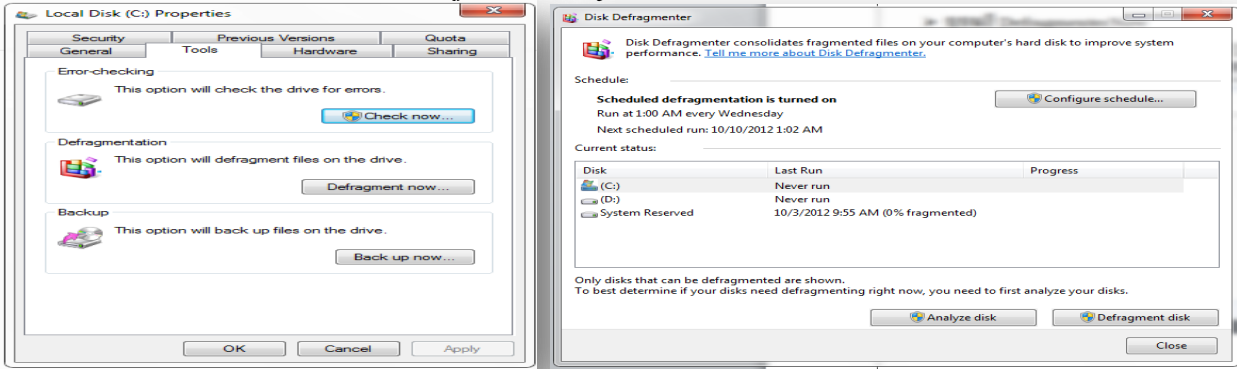 Local Disk (C:) Properties
Security Previous Versions Quota
General Tools Hardware Sharing
Error-checking
This option will check the drive for errors.
Check now...
Defragmentation
This option will defragment files on the drive.
Defragment now...
Backup
This option will back up files on the drive.
Back up now...
OK Cancel Apply
Disk Defragmenter
Disk Defragmenter consolidates fragmented files on your computer's hard disk to improve system
performance. Tell me more about Disk Defragmenter.
Schedule:
Scheduled defragmentation is turned on
Configure schedule...
Run at 1:00 AM every Wednesday
Next scheduled run: 10/10/2012 1:02 AM
Current status:
Disk Last Run Progress
(C:) Never run
(D:) Never run
System Reserved 10/3/2012 9:55 AM (0% fragmented)
Only disks that can be defragmented are shown.
To best determine if your disks need defragmenting right now, you need to first analyze your disks.
Analyze disk Defragment disk
Close